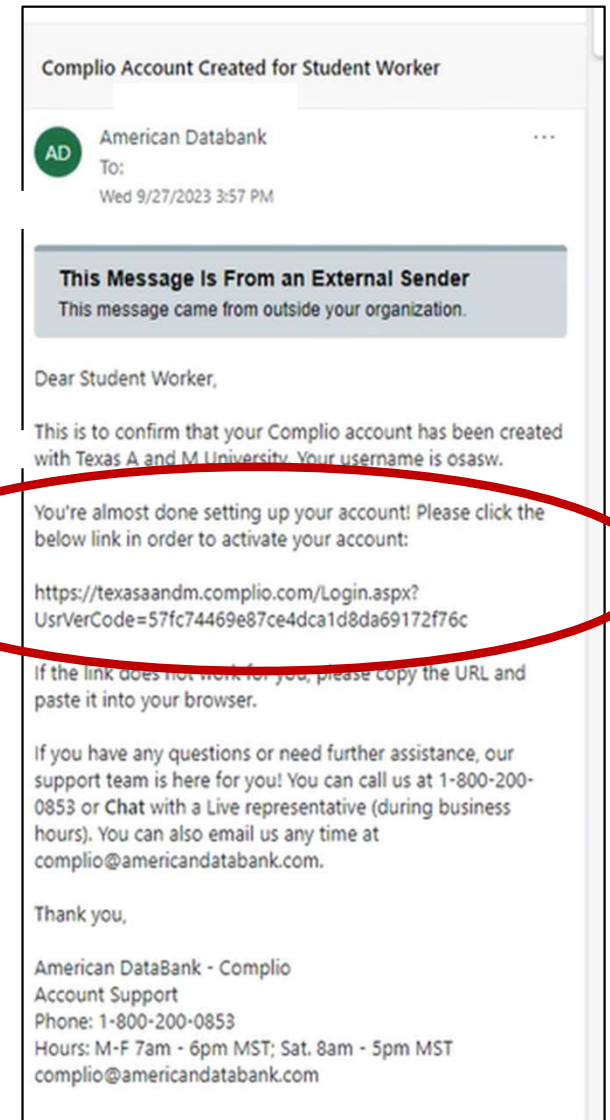 Complio Account Created for Student Worker
AD
American Databank
...
To:
Wed 9/27/2023 3:57 PM
This Message Is From an External Sender
This message came from outside your organization.
Dear Student Worker,
This is to confirm that your Complio account has been created
with Texas A and M University. Your username is osasw.
You're almost done setting up your account! Please click the
below link in order to activate your account:
https://texasaandm.complio.com/Login.aspx?
UsrVerCode=57fc74469e87ce4dca1d8da69172f76c
If the link does not work for you, please copy the URL and
paste it into your browser.
If you have any questions or need further assistance, our
support team is here for you! You can call us at 1-800-200-
0853 or Chat with a Live representative (during business
hours). You can also email us any time at
complio@americandatabank.com.
Thank you,
American DataBank - Complio
Account Support
Phone: 1-800-200-0853
Hours: M-F 7am - 6pm MST; Sat. 8am - 5pm MST
complio@americandatabank.com